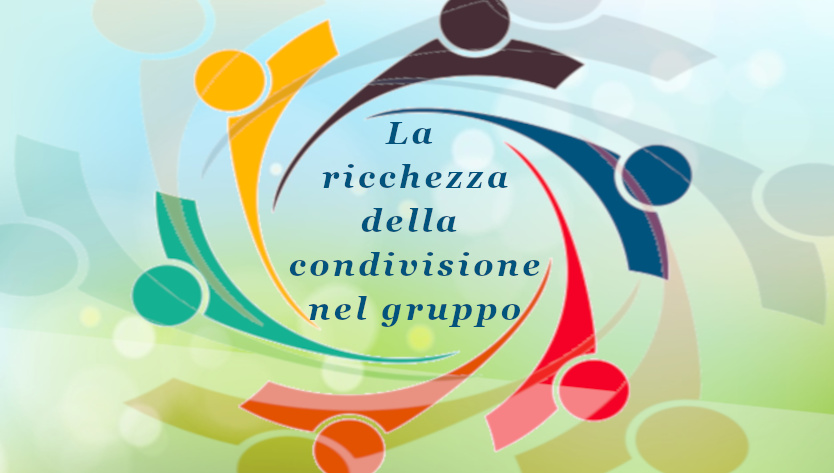 La
ricchezza
della
condivisione
nel gruppo